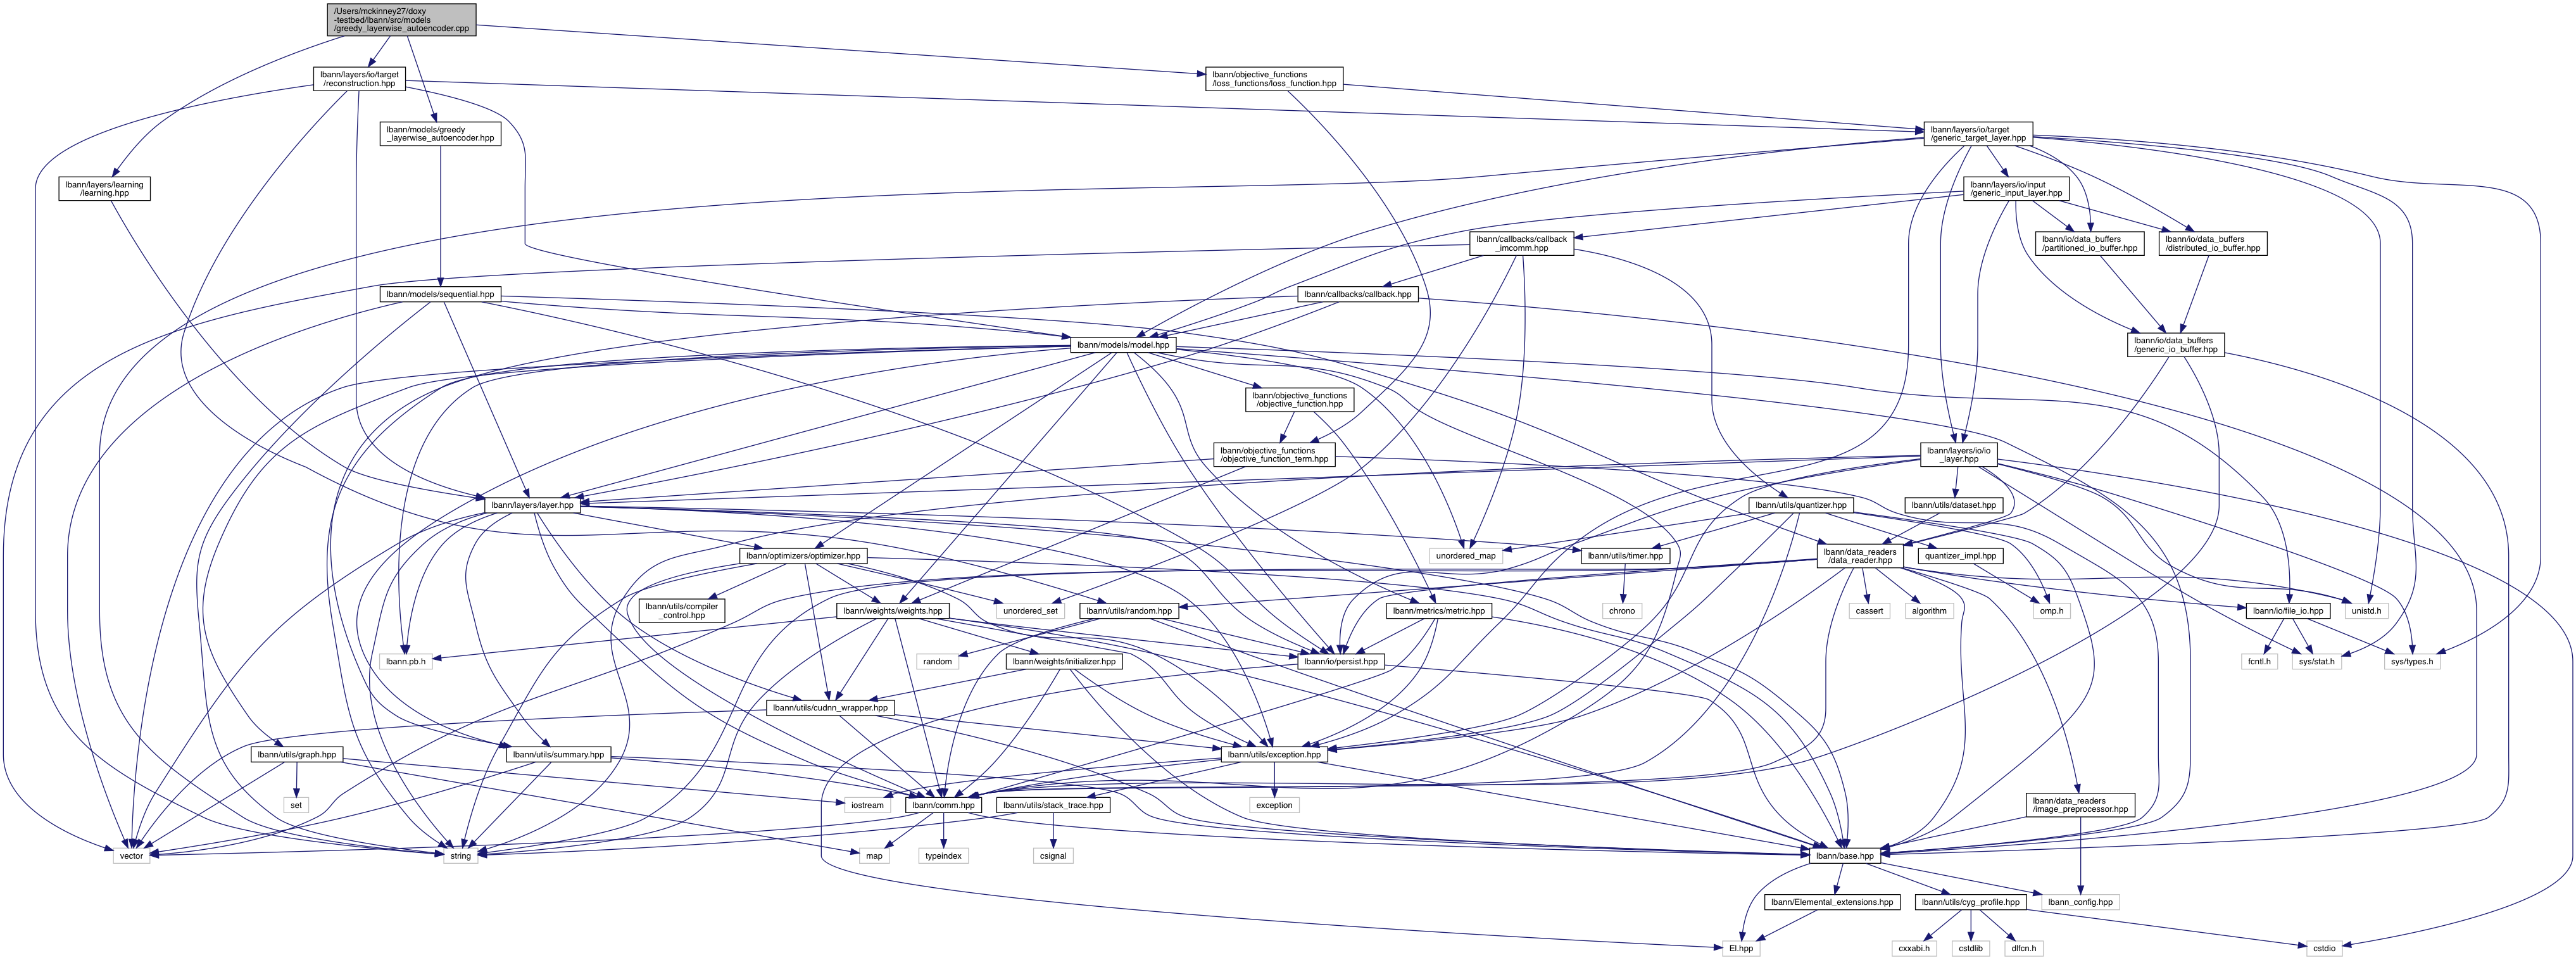 /Users/mckinney27/doxy
-testbed/lbann/src/models
/greedy_layerwise_autoencoder.cpp
lbann/layers/io/target
/reconstruction.hpp
lbann/objective_functions
/loss_functions/loss_function.hpp
lbann/models/greedy
_layerwise_autoencoder.hpp
lbann/layers/io/target
/generic_target_layer.hpp
lbann/layers/learning
/learning.hpp
lbann/layers/io/input
/generic_input_layer.hpp
lbann/callbacks/callback
_imcomm.hpp
lbann/io/data_buffers
/partitioned_io_buffer.hpp
lbann/io/data_buffers
/distributed_io_buffer.hpp
lbann/models/sequential.hpp
lbann/callbacks/callback.hpp
lbann/models/model.hpp
lbann/io/data_buffers
/generic_io_buffer.hpp
lbann/objective_functions
/objective_function.hpp
lbann/objective_functions
/objective_function_term.hpp
lbann/layers/io/io
_layer.hpp
lbann/layers/layer.hpp
lbann/utils/quantizer.hpp
lbann/utils/dataset.hpp
lbann/optimizers/optimizer.hpp
unordered_map
lbann/utils/timer.hpp
lbann/data_readers
/data_reader.hpp
quantizer_impl.hpp
lbann/utils/compiler
_control.hpp
lbann/weights/weights.hpp
unordered_set
lbann/utils/random.hpp
lbann/metrics/metric.hpp
chrono
cassert
algorithm
omp.h
lbann/io/file_io.hpp
unistd.h
lbann.pb.h
random
lbann/weights/initializer.hpp
lbann/io/persist.hpp
fcntl.h
sys/stat.h
sys/types.h
lbann/utils/cudnn_wrapper.hpp
lbann/utils/graph.hpp
lbann/utils/summary.hpp
lbann/utils/exception.hpp
set
iostream
lbann/comm.hpp
lbann/utils/stack_trace.hpp
exception
lbann/data_readers
/image_preprocessor.hpp
vector
string
map
typeindex
csignal
lbann/base.hpp
lbann/Elemental_extensions.hpp
lbann/utils/cyg_profile.hpp
lbann_config.hpp
El.hpp
cxxabi.h
cstdlib
dlfcn.h
cstdio